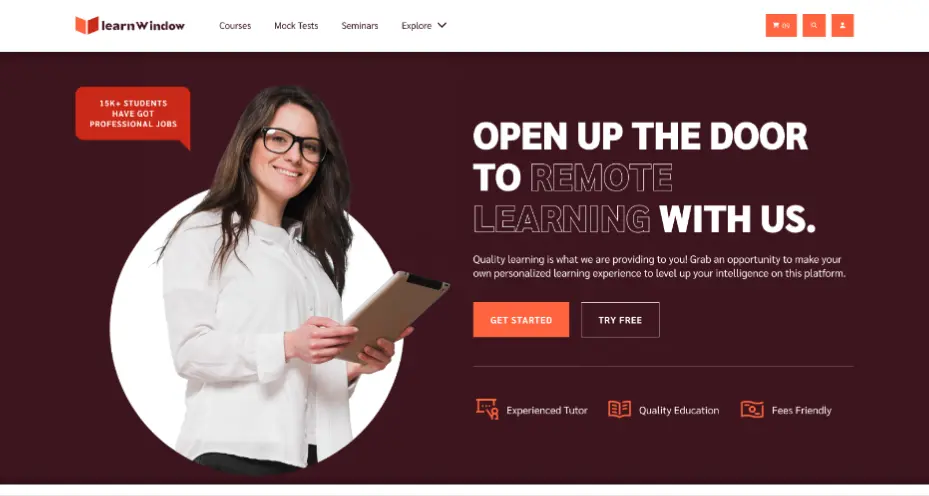 learnWindow
Courses
Mock Tests
Seminars
Explore
(0)
15K+ STUDENTS
HAVE GOT
PROFESSIONAL JOBS
OPEN UP THE DOOR
TO REMOTE
LEARNING WITH US.
Quality learning is what we are providing to you! Grab an opportunity to make your
own personalized learning experience to level up your intelligence on this platform.
GET STARTED
TRY FREE
Experienced Tutor
Quality Education
Fees Friendly